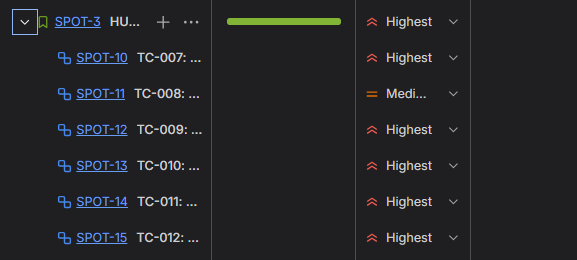 SPOT-3 HU... Highest
SPOT-10 TC-007: ... Highest
SPOT-11 TC-008: ... Medi...
SPOT-12 TC-009: ... Highest
SPOT-13 TC-010: ... Highest
SPOT-14 TC-011: ... Highest
SPOT-15 TC-012: ... Highest